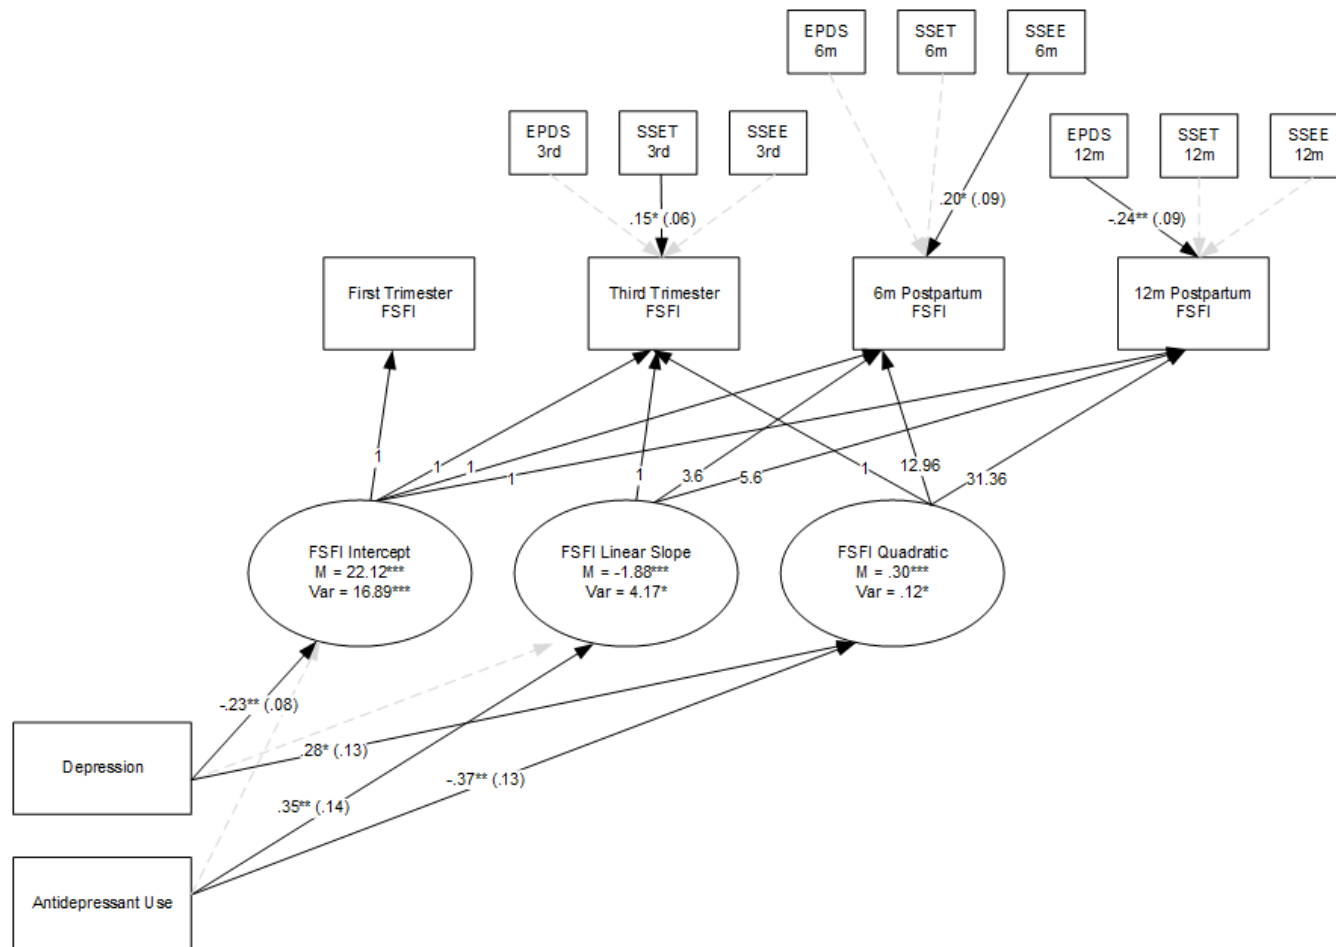 EPDS
6m
SSET
6m
SSEE
6m
EPDS
3rd
SSET
3rd
SSEE
3rd
EPDS
12m
SSET
12m
SSEE
12m
.15* (.06)
.20* (.09)
-.24** (.09)
First Trimester
FSFI
Third Trimester
FSFI
6m Postpartum
FSFI
12m Postpartum
FSFI
1
1
1
1
1
3.6
5.6
1
12.96
31.36
FSFI Intercept
M = 22.12***
Var = 16.89***
FSFI Linear Slope
M = -1.88***
Var = 4.17*
FSFI Quadratic
M = .30***
Var = .12*
-.23** (.08)
.28* (.13)
.35** (.14)
-.37** (.13)
Depression
Antidepressant Use